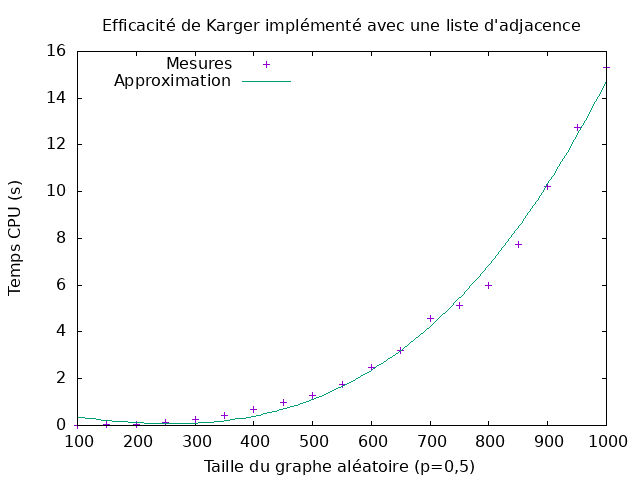 Efficacité de Karger implémenté avec une liste d'adjacence
Mesures
Approximation
16
14
12
10
8
6
4
2
0
Temps CPU (s)
100 200 300 400 500 600 700 800 900 1000
Taille du graphe aléatoire (p=0,5)